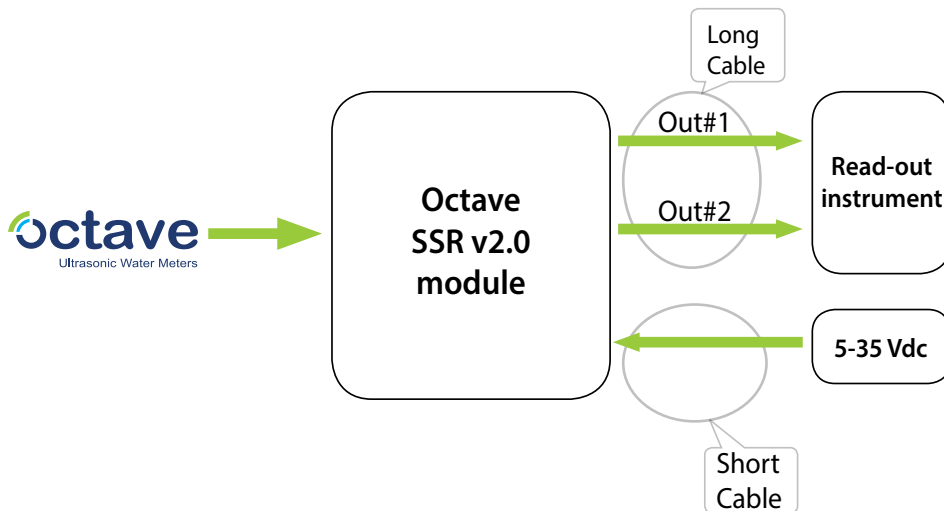 Long
Cable
Out#1
Out#2
Read-out
instrument
Octave
SSR v2.0
module
octave
Ultrasonic Water Meters
5-35 Vdc
Short
Cable